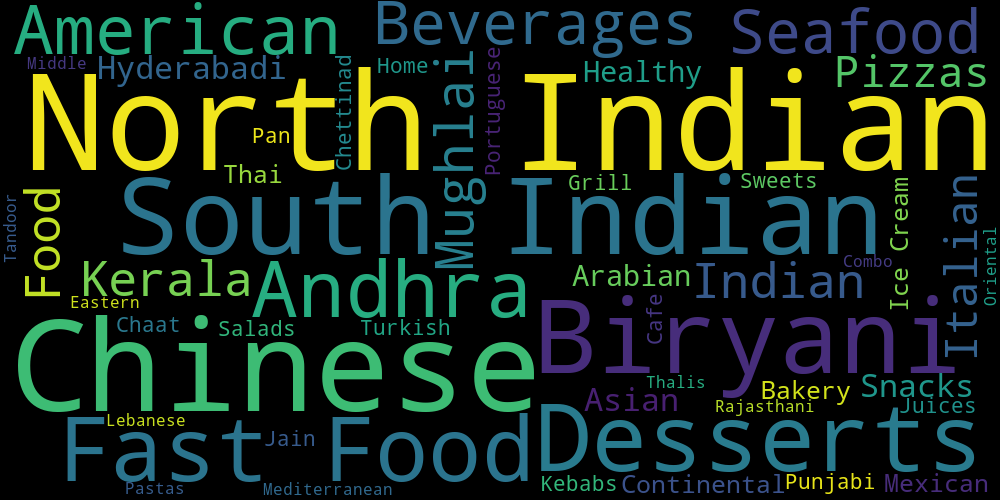 American
Beverages
Seafood
Middle
Hyderabadi
Home
Healthy
Pizzas
North Indian
Pan
Chettinad
Mughlai
Portuguese
Thai
South Indian
Grill
Sweets
Tandoor
Food
Ice Cream
Italian
Oriental
Kerala
Andhra
Arabian
Indian
Combo
Eastern
Chaat
Salads
Turkish
Cafe
Chinese
Biryani
Thalis
Asian
Bakery
Snacks
Lebanese
Rajasthani
Juices
Fast Food
Jain
Desserts
Pastas
Mediterranean
Kebabs
Continental
Punjabi
Mexican